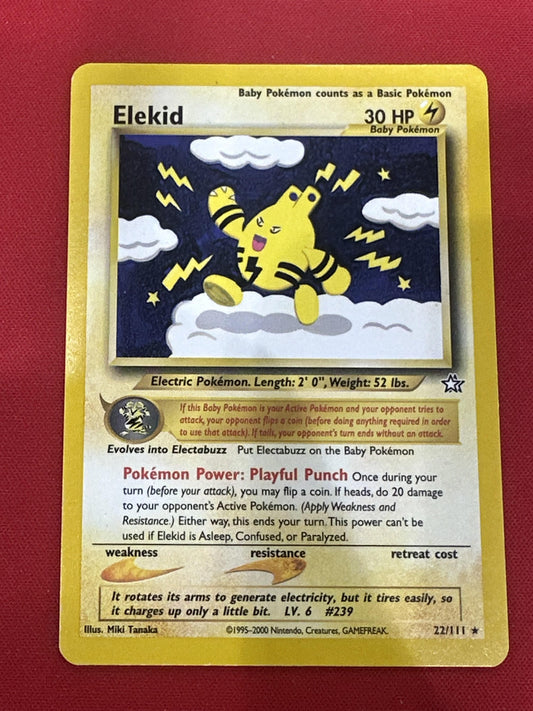 Baby Pokémon counts as a Basic Pokémon
Elekid
30 HP
Baby Pokémon
Electric Pokémon. Length: 2' 0", Weight: 52 lbs.
If this Baby Pokémon is your Active Pokémon and your opponent tries to
attack, your opponent flips a coin (before doing anything required in order
to use that attack). If tails, your opponent's turn ends without an attack.
Evolves into Electabuzz Put Electabuzz on the Baby Pokémon
Pokémon Power: Playful Punch Once during your
turn (before your attack), you may flip a coin. If heads, do 20 damage
to your opponent's Active Pokémon. (Apply Weakness and
Resistance.) Either way, this ends your turn. This power can't be
used if Elekid is Asleep, Confused, or Paralyzed.
weakness resistance retreat cost
It rotates its arms to generate electricity, but it tires easily, so
it charges up only a little bit. LV. 6 #239
Illus. Miki Tanaka ©1995-2000 Nintendo, Creatures, GAMEFREAK. 22/111 ★